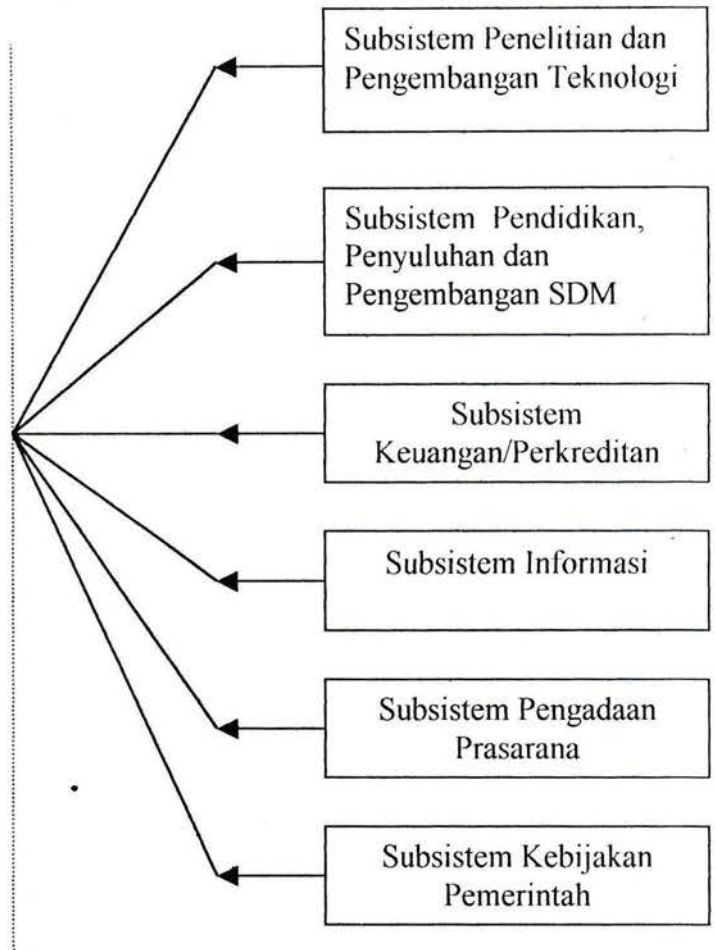 Subsistem Penelitian dan
Pengembangan Teknologi
Subsistem Pendidikan,
Penyuluhan dan
Pengembangan SDM
Subsistem
Keuangan/Perkreditan
Subsistem Informasi
Subsistem Pengadaan
Prasarana
Subsistem Kebijakan
Pemerintah